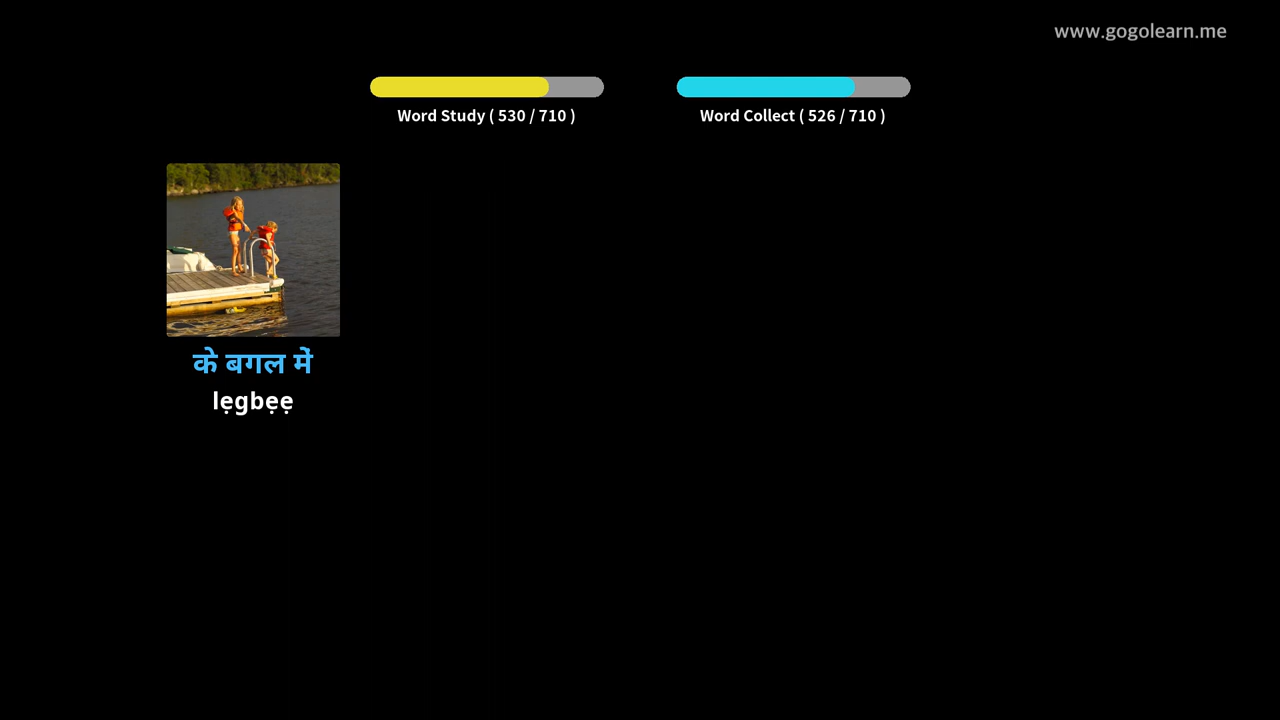 www.gogolearn.me
Word Study ( 530 / 710 )
Word Collect ( 526 / 710 )
के बगल में
lẹgbẹẹ